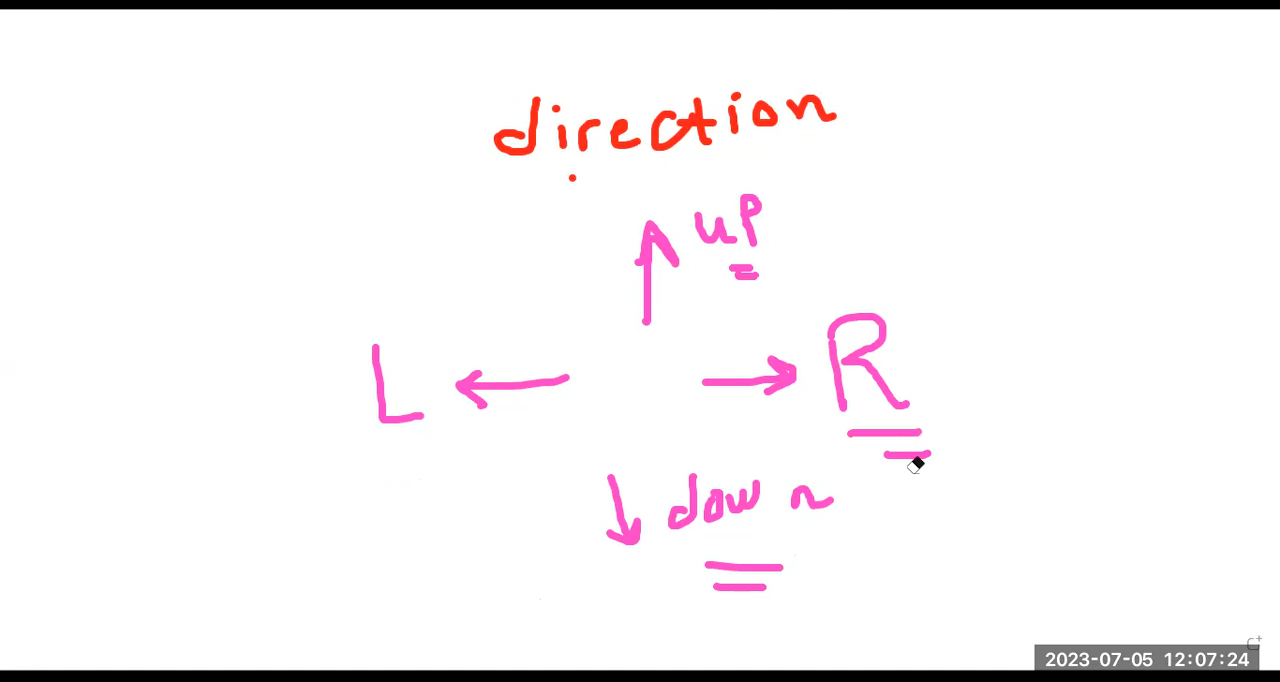 direction
up
L ← → R
↓ down
2023-07-05 12:07:24